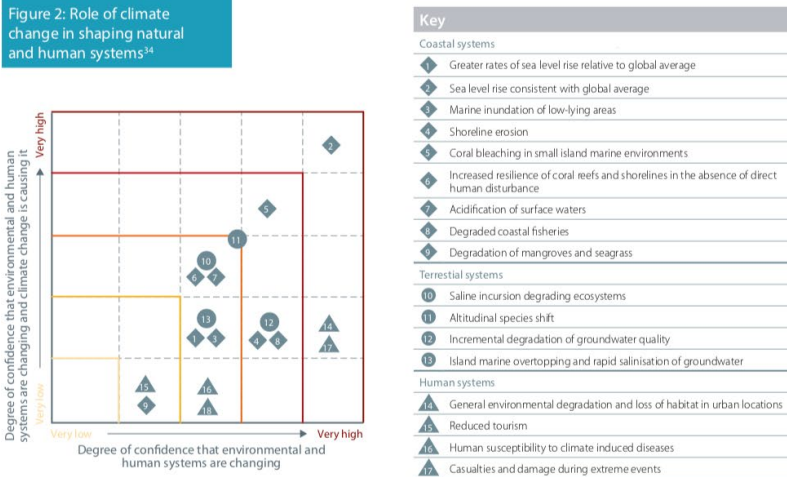 Figure 2: Role of climate
change in shaping natural
and human systems³⁴
Degree of confidence that environmental and human
systems are changing and climate change is causing it
Very high
Very low
2
5
11
10
6 7
13
1 3
12
4 8
14
17
15
9
16
18
Very low
Very high
Degree of confidence that environmental and
human systems are changing
Key
Coastal systems
1 Greater rates of sea level rise relative to global average
2 Sea level rise consistent with global average
3 Marine inundation of low-lying areas
4 Shoreline erosion
5 Coral bleaching in small island marine environments
6 Increased resilience of coral reefs and shorelines in the absence of direct
human disturbance
7 Acidification of surface waters
8 Degraded coastal fisheries
9 Degradation of mangroves and seagrass
Terrestial systems
10 Saline incursion degrading ecosystems
11 Altitudinal species shift
12 Incremental degradation of groundwater quality
13 Island marine overtopping and rapid salinisation of groundwater
Human systems
14 General environmental degradation and loss of habitat in urban locations
15 Reduced tourism
16 Human susceptibility to climate induced diseases
17 Casualties and damage during extreme events